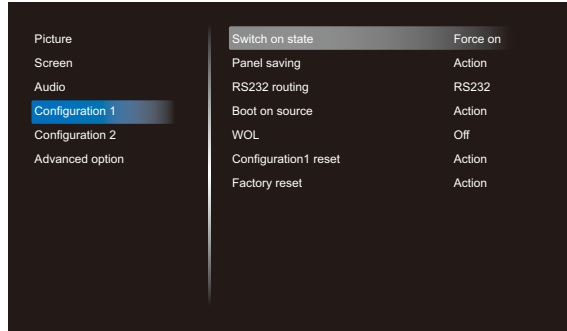 Picture
Screen
Audio
Configuration 1
Configuration 2
Advanced option
Switch on state Force on
Panel saving Action
RS232 routing RS232
Boot on source Action
WOL Off
Configuration1 reset Action
Factory reset Action